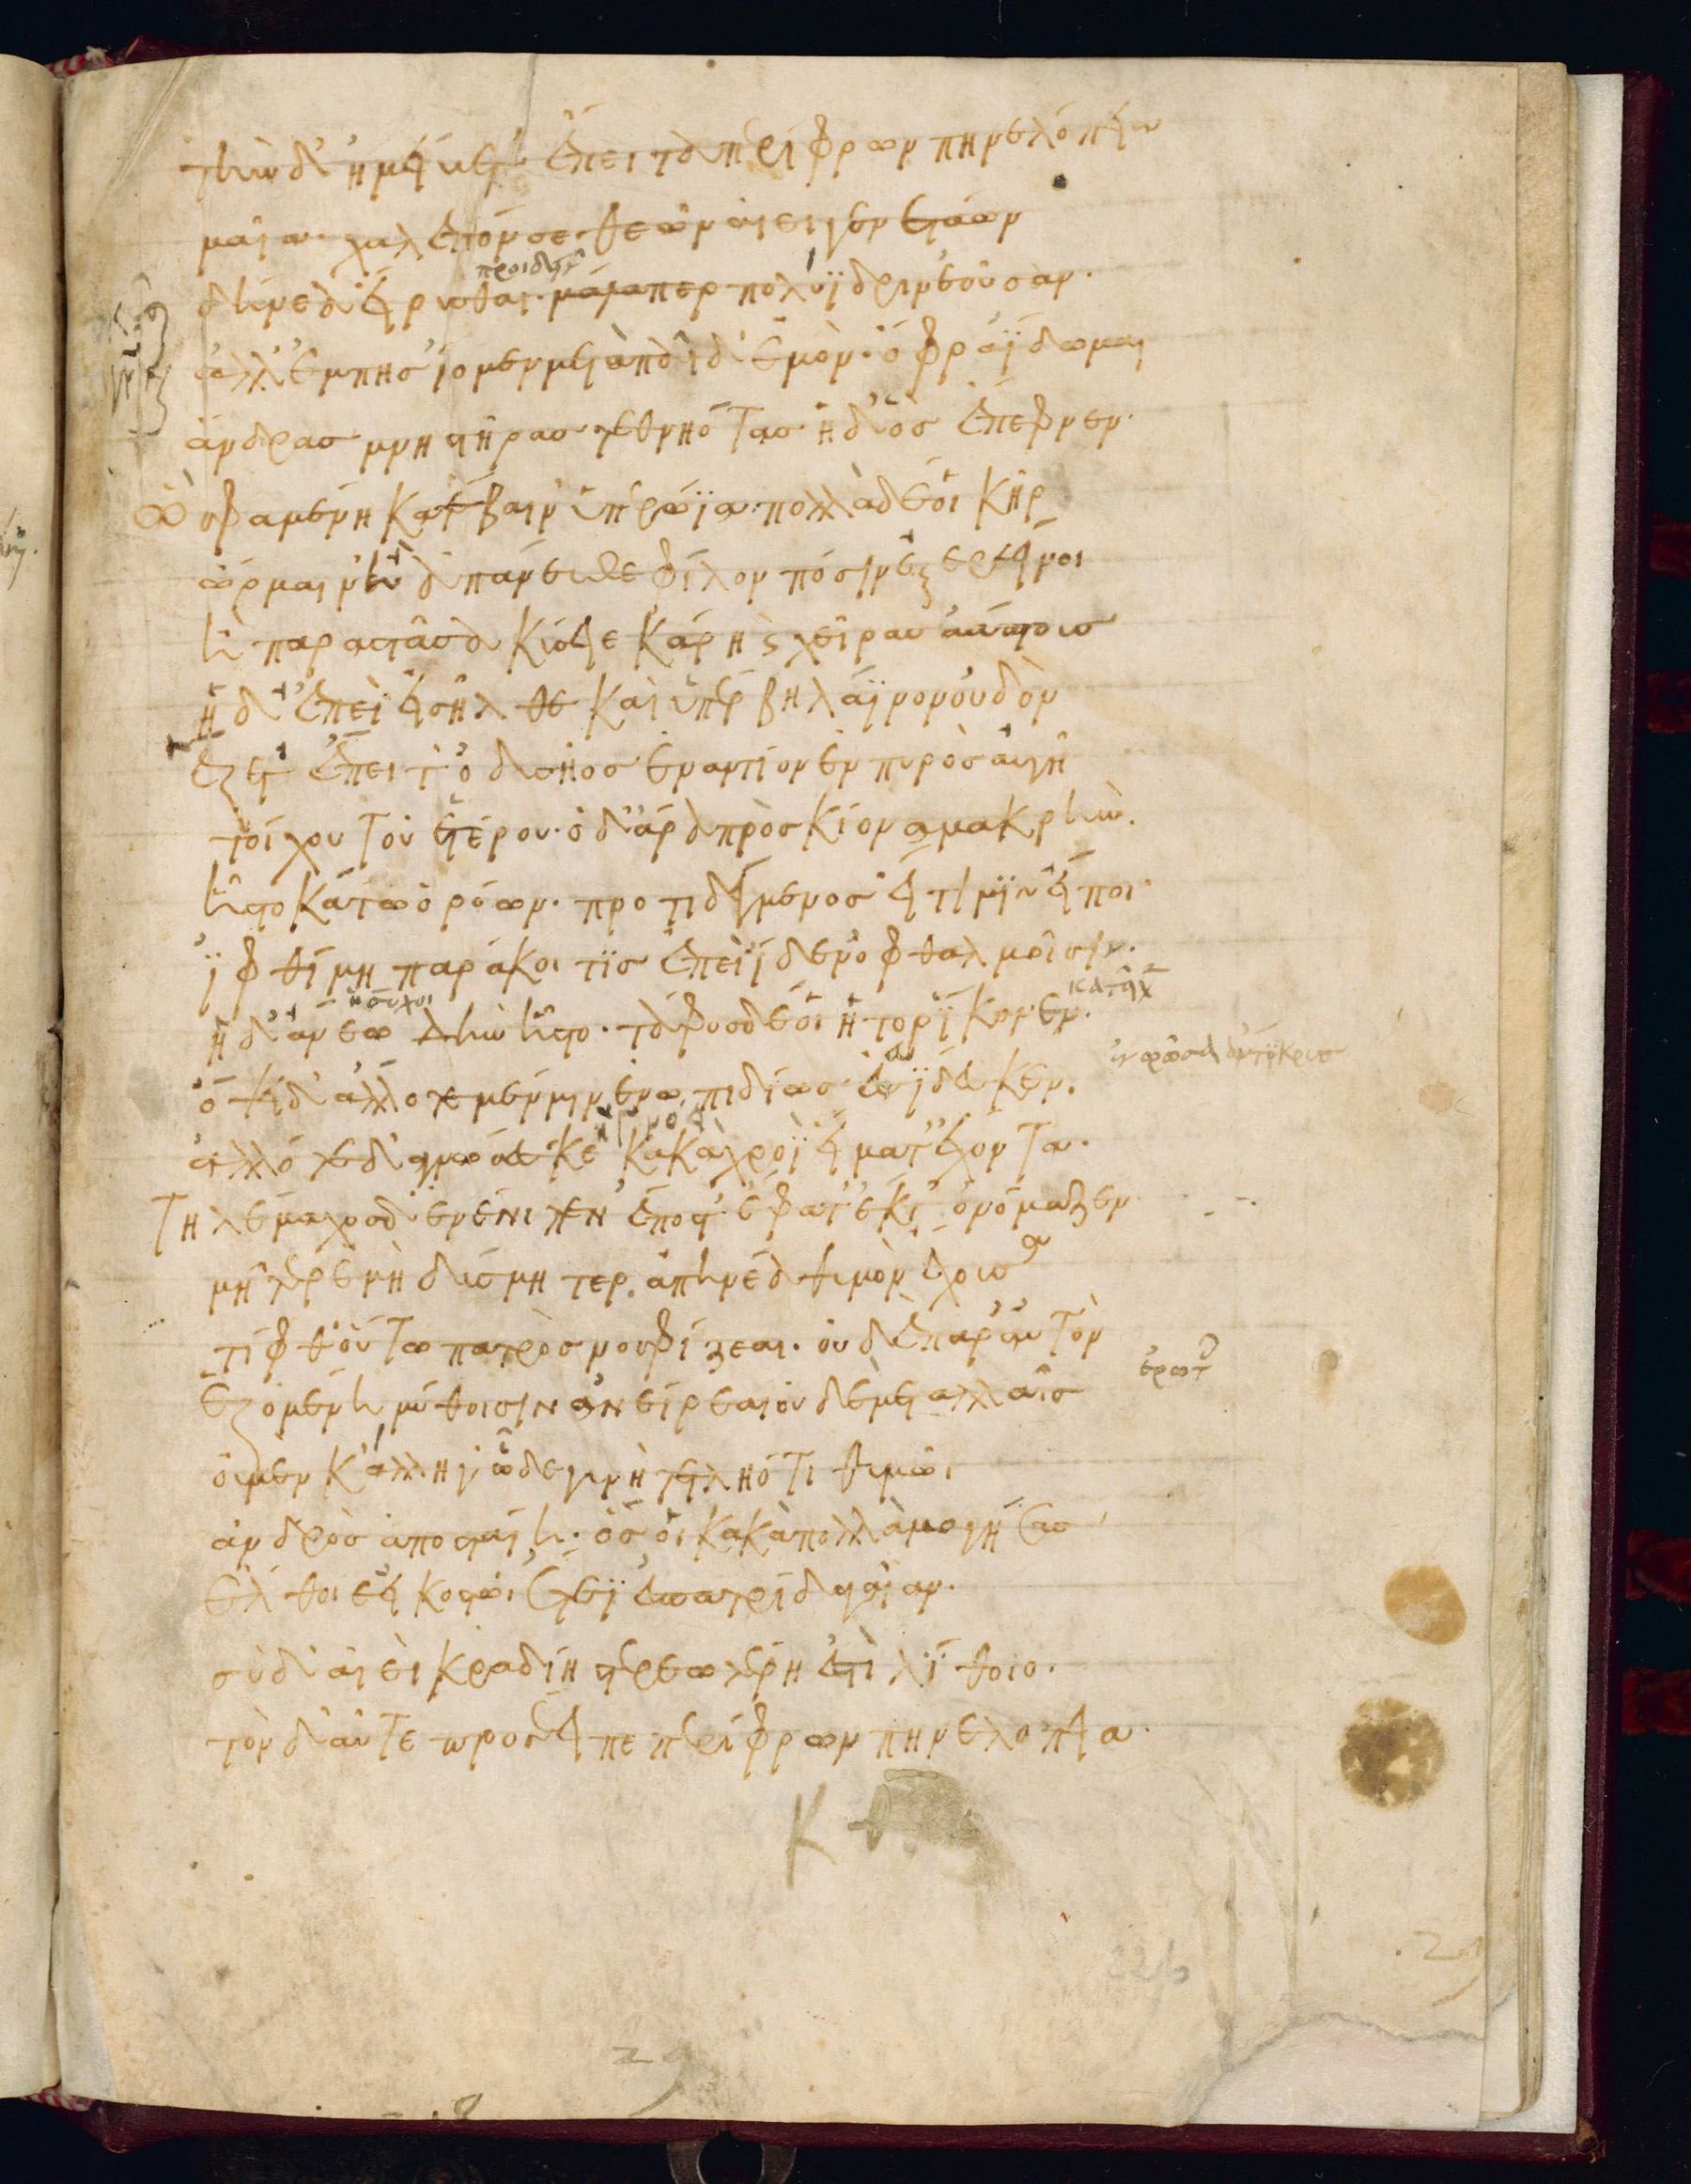 τὴν δ' ἠμείβετ' ἔπειτα περίφρων πηνελόπεια
μαῖα. χαλεπόν σε θεῶν αἰειγενετάων
προιδεῖν
δήνεα εἴρυσθαι. μάλα περ πολύϊδριν ἐοῦσαν.
ἀλλ' ἔμπης ἴομεν μετὰ παῖδ' ἐμόν. ὄφρα ἴδωμαι
ἄνδρας μνηστῆρας τεθνηότας. ἠδ' ὃς ἔπεφνεν.
Ὣς φαμένη κατέβαιν' ὑπερώϊα. πολλὰ δέ οἱ κῆρ
ὥρμαιν' ἢ ἀπάνευθε φίλον πόσιν ἐξερεείνοι
ἢ παρστᾶσα κύσειε κάρη καὶ χεῖρας
ἡ δ' ἐπεὶ εἰσῆλθε καὶ ὑπέρβη λάϊνον οὐδὸν
ἕζετ' ἔπειτ' ὀδυσῆος ἐναντίον ἐν πυρὸς αὐγῇ
τοίχου τοῦ ἑτέρου. ὁ δ' ἄρα πρὸς κίονα μακρὴν.
ἧστο κάτω ὁρόων. ποτιδέγμενος εἴ τί μιν εἴποι.
ἰφθίμη παράκοιτις ἐπεὶ ἴδεν ὀφθαλμοῖσιν.
ἥσυχοι
ἡ δ' ἄνεω δὴν ἧστο. τάφος δέ οἱ ἦτορ ἵκανεν.
ὄψει δ' ἄλλοτε μέν μιν ἐνωπιδίως ἐσίδεσκεν.
ἄλλοτε δ' ἀγνώσασκε κακὰ χροῒ εἵματ' ἔχοντα.
Τηλέμαχος δ' ἐνένιπεν ἔπος τ' ἔφατ' ἔκ τ' ὀνόμαζεν
μῆτερ ἐμὴ δύσμητερ. ἀπηνέα θυμὸν ἔχουσα
τίφθ' οὕτω πατρὸς νοσφίζεαι. οὐδὲ παρ' αὐτὸν
ἐρωτ
ἑζομένη μύθοισιν ἀνείρεαι οὐδὲ μεταλλᾷς
οὐ μέν κ' ἄλλη γ' ὧδε γυνὴ τετληότι θυμῶι
ἀνδρὸς ἀποσταίη. ὅς οἱ κακὰ πολλὰ μογήσας
ἔλθοι ἐεικοστῶι ἔτεϊ ἐς πατρίδα γαῖαν.
σοὶ δ' αἰεὶ κραδίη στερεωτέρη ἐστὶ λίθοιο.
τὸν δ' αὖτε προσέειπε περίφρων πηνελόπεια.